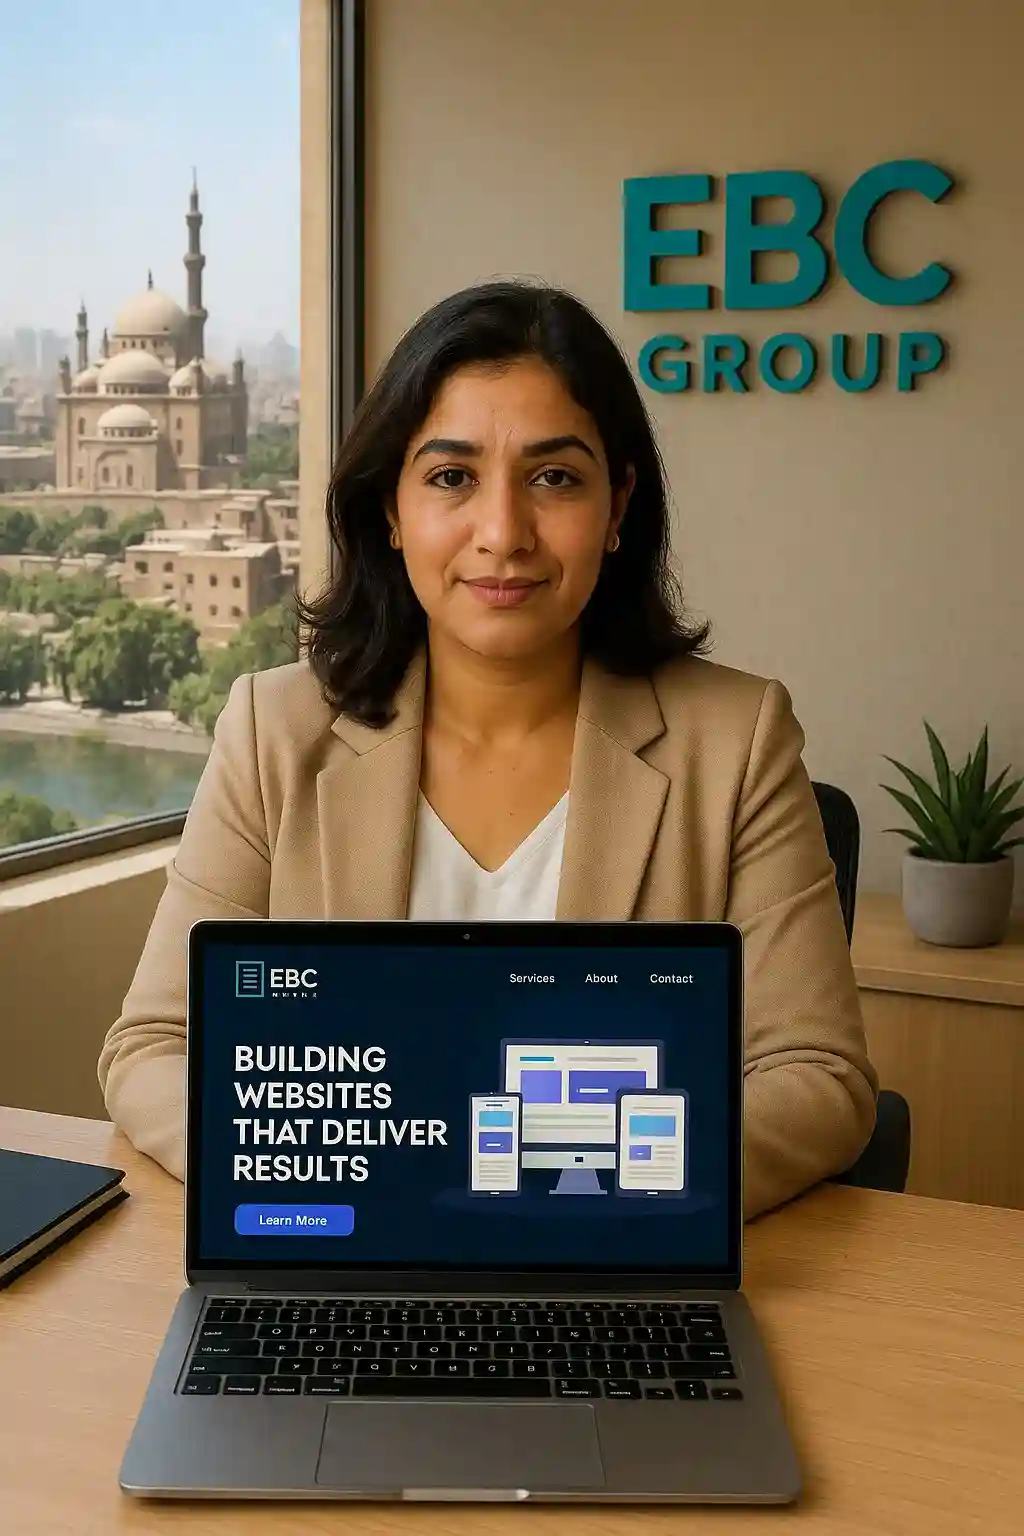 EBC
GROUP
EBC
Services
About
Contact
BUILDING
WEBSITES
THAT DELIVER
RESULTS
Learn More